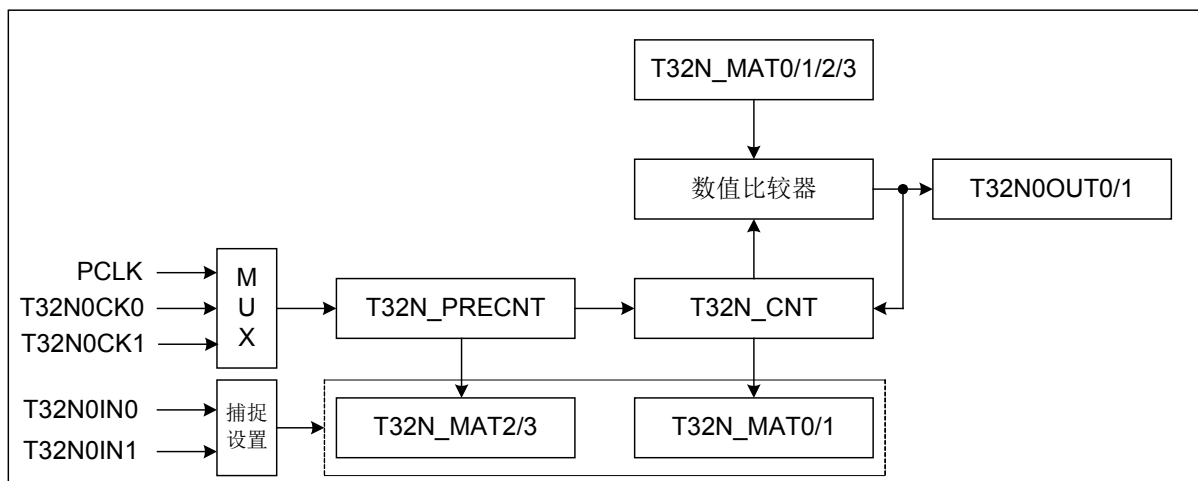 T32N_MAT0/1/2/3
数值比较器
T32N0OUT0/1
PCLK
T32N0CK0
T32N0CK1
M
U
X
T32N_PRECNT
T32N_CNT
T32N0IN0
T32N0IN1
捕捉
设置
T32N_MAT2/3
T32N_MAT0/1